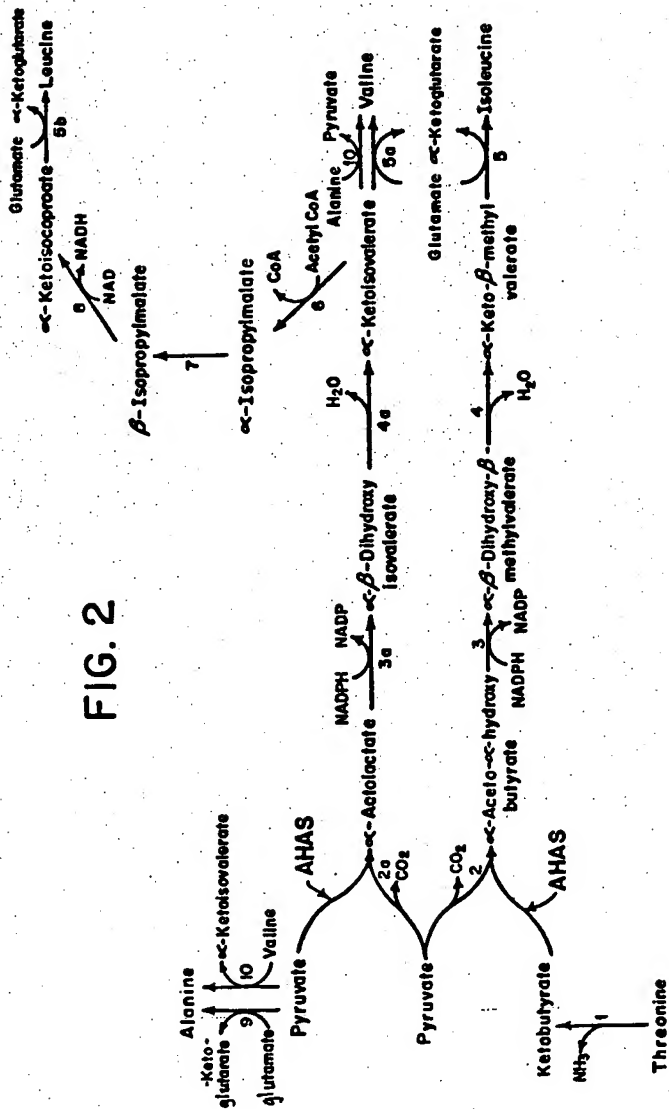 FIG. 2
Glutamate ∝-Ketoglutarate
5b
∝-Ketoisocoproate
Leucine
8
NADH
NAD
β-Isopropylmalate
7
∝-Isopropylmalate
CoA
6
Acetyl CoA
Alanine
Pyruvate
10
Valine
5a
Alanine
∝-Ketoisovalerate
10
Valine
9
-Keto-
glutarate
glutamate
Pyruvate
AHAS
2a
CO₂
∝-Actolactate
NADPH
NADP
3a
∝-β-Dihydroxy
isovalerate
H₂O
4a
∝-Ketoisovalerate
Glutamate ∝-Ketoglutarate
Pyruvate
CO₂
2
AHAS
∝-Aceto-∝-hydroxy
butyrate
3
NADPH
NADP
∝-β-Dihydroxy-β-
methylvalerate
4
H₂O
∝-Keto-β-methyl
valerate
5
Isoleucine
Ketobutyrate
NH₃
1
Threonine